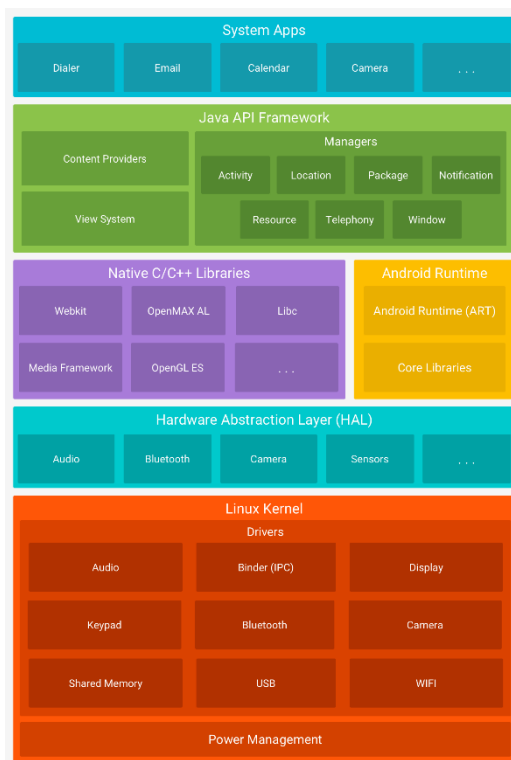 System Apps
Dialer
Email
Calendar
Camera
. . .
Java API Framework
Content Providers
View System
Managers
Activity
Location
Package
Notification
Resource
Telephony
Window
Native C/C++ Libraries
Webkit
OpenMAX AL
Libc
Media Framework
OpenGL ES
. . .
Android Runtime
Android Runtime (ART)
Core Libraries
Hardware Abstraction Layer (HAL)
Audio
Bluetooth
Camera
Sensors
. . .
Linux Kernel
Drivers
Audio
Binder (IPC)
Display
Keypad
Bluetooth
Camera
Shared Memory
USB
WIFI
Power Management